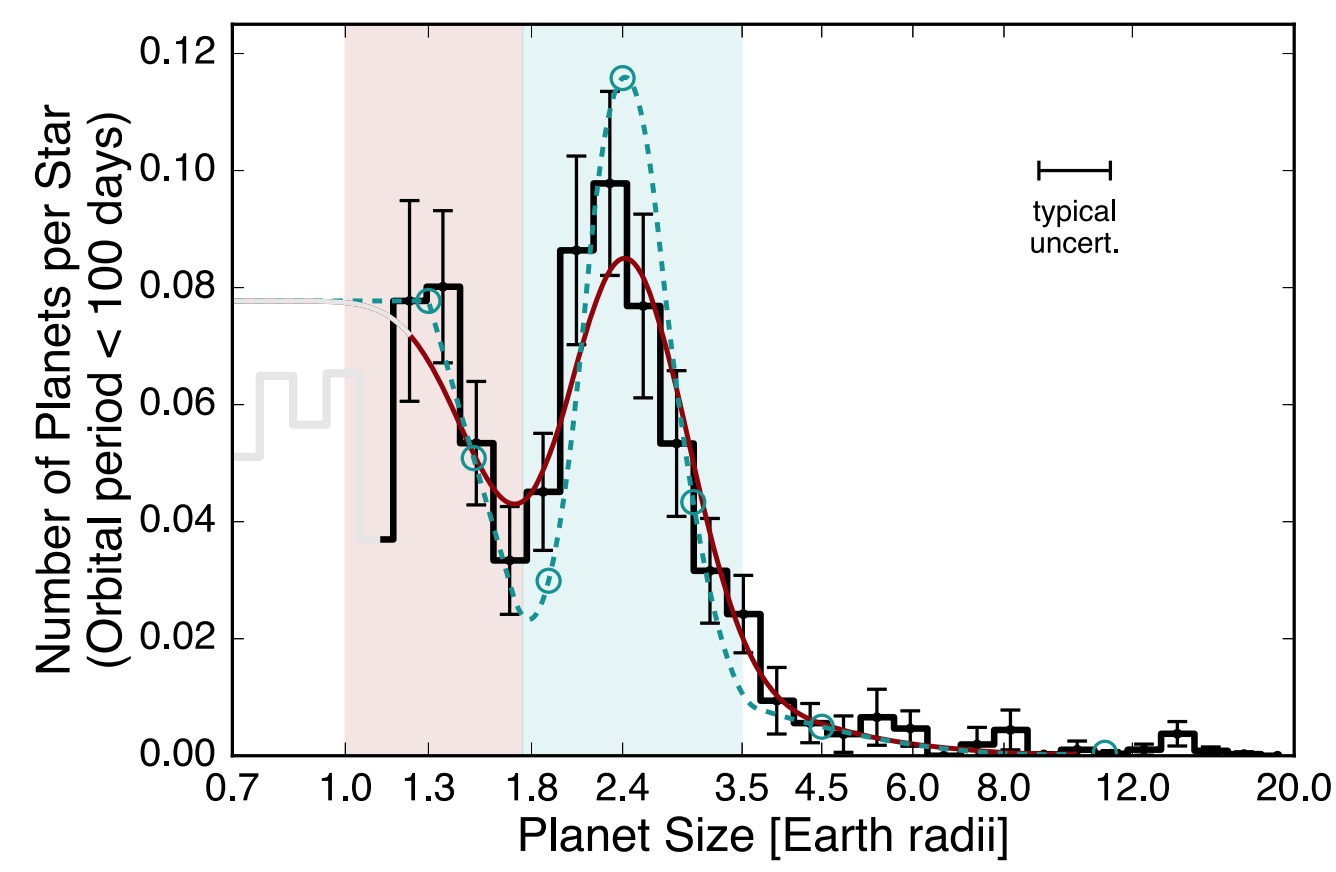 Number of Planets per Star
(Orbital period < 100 days)
0.12
0.10
0.08
0.06
0.04
0.02
0.00
typical
uncert.
0.7 1.0 1.3 1.8 2.4 3.5 4.5 6.0 8.0 12.0 20.0
Planet Size [Earth radii]